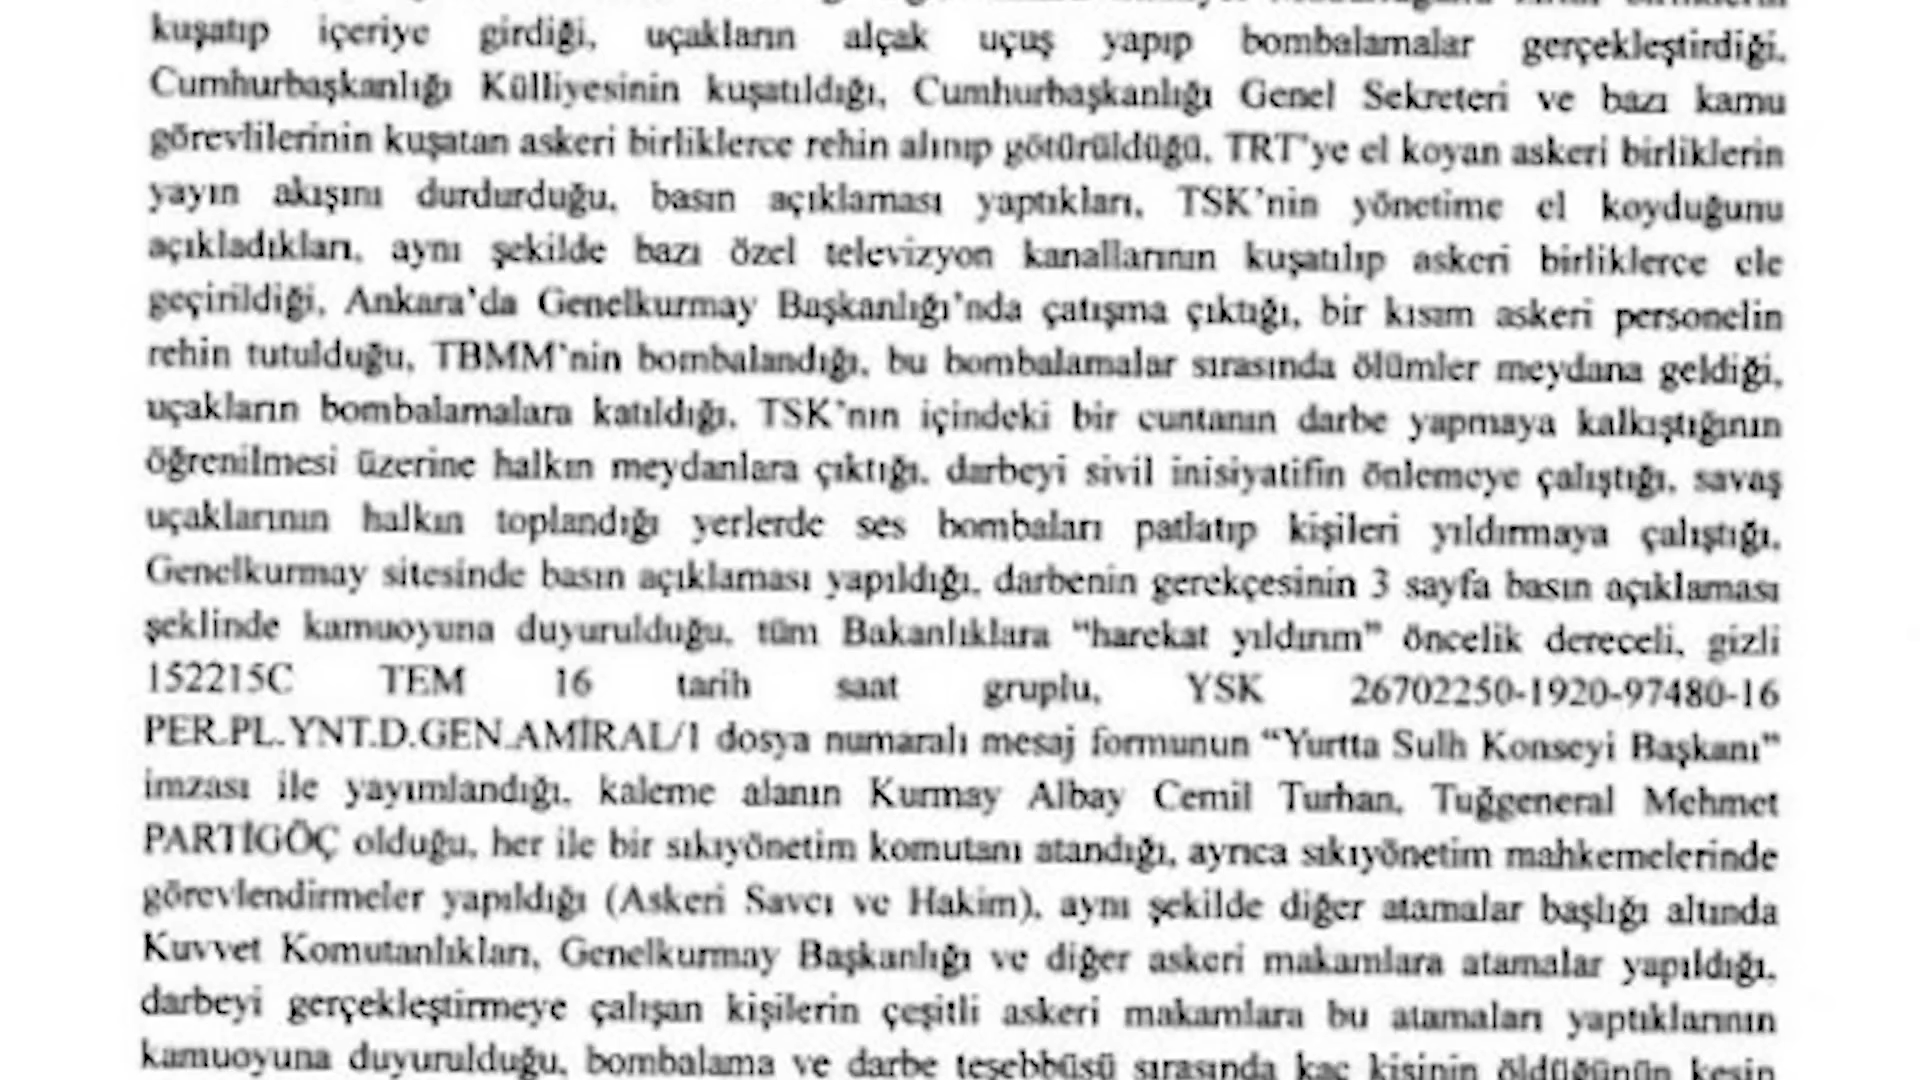 kuşatıp içeriye girdiği, uçakların alçak uçuş yapıp bombalamalar gerçekleştirdiği,
Cumhurbaşkanlığı Külliyesinin kuşatıldığı, Cumhurbaşkanlığı Genel Sekreteri ve bazı kamu
görevlilerinin kuşatan askeri birliklerce rehin alınıp götürüldüğü, TRT'ye el koyan askeri birliklerin
yayın akışını durdurduğu, basın açıklaması yaptıkları, TSK'nin yönetime el koyduğunu
açıkladıkları, aynı şekilde bazı özel televizyon kanallarının kuşatılıp askeri birliklerce ele
geçirildiği, Ankara'da Genelkurmay Başkanlığı'nda çatışma çıktığı, bir kısım askeri personelin
rehin tutulduğu, TBMM'nin bombalandığı, bu bombalamalar sırasında ölümler meydana geldiği,
uçakların bombalamalara katıldığı, TSK'nın içindeki bir cuntanın darbe yapmaya kalkıştığının
öğrenilmesi üzerine halkın meydanlara çıktığı, darbeyi sivil inisiyatifin önlemeye çalıştığı, savaş
uçaklarının halkın toplandığı yerlerde ses bombaları patlatıp kişileri yıldırmaya çalıştığı,
Genelkurmay sitesinde basın açıklaması yapıldığı, darbenin gerekçesinin 3 sayfa basın açıklaması
şeklinde kamuoyuna duyurulduğu, tüm Bakanlıklara "harekat yıldırım" öncelik dereceli, gizli
152215C TEM 16 tarih saat gruplu, YSK 26702250-1920-97480-16
PER.PL.YNT.D.GEN.AMİRAL/1 dosya numaralı mesaj formunun "Yurtta Sulh Konseyi Başkanı"
imzası ile yayımlandığı, kaleme alanın Kurmay Albay Cemil Turhan, Tuğgeneral Mehmet
PARTİGÖÇ olduğu, her ile bir sıkıyönetim komutanı atandığı, ayrıca sıkıyönetim mahkemelerinde
görevlendirmeler yapıldığı (Askeri Savcı ve Hakim), aynı şekilde diğer atamalar başlığı altında
Kuvvet Komutanlıkları, Genelkurmay Başkanlığı ve diğer askeri makamlara atamalar yapıldığı,
darbeyi gerçekleştirmeye çalışan kişilerin çeşitli askeri makamlara bu atamaları yaptıklarının
kamuoyuna duyurulduğu, bombalama ve darbe teşebbüsü sırasında kaç kişinin öldüğünün kesin